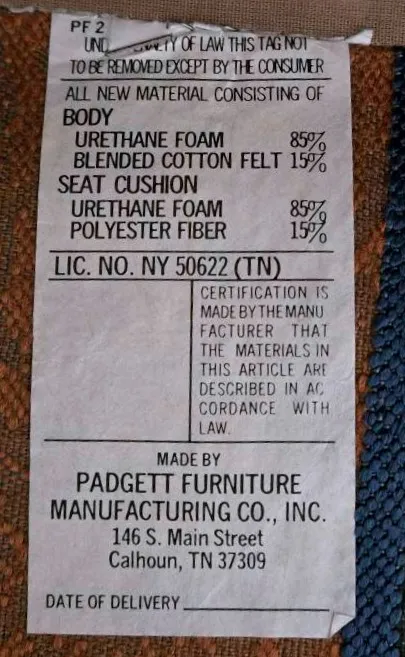 PF 2
UND LTY OF LAW THIS TAG NOT
TO BE REMOVED EXCEPT BY THE CONSUMER
ALL NEW MATERIAL CONSISTING OF
BODY
URETHANE FOAM 85%
BLENDED COTTON FELT 15%
SEAT CUSHION
URETHANE FOAM 85%
POLYESTER FIBER 15%
LIC. NO. NY 50622 (TN)
CERTIFICATION IS
MADE BY THE MANU
FACTURER THAT
THE MATERIALS IN
THIS ARTICLE ARE
DESCRIBED IN AC
CORDANCE WITH
LAW.
MADE BY
PADGETT FURNITURE
MANUFACTURING CO., INC.
146 S. Main Street
Calhoun, TN 37309
DATE OF DELIVERY